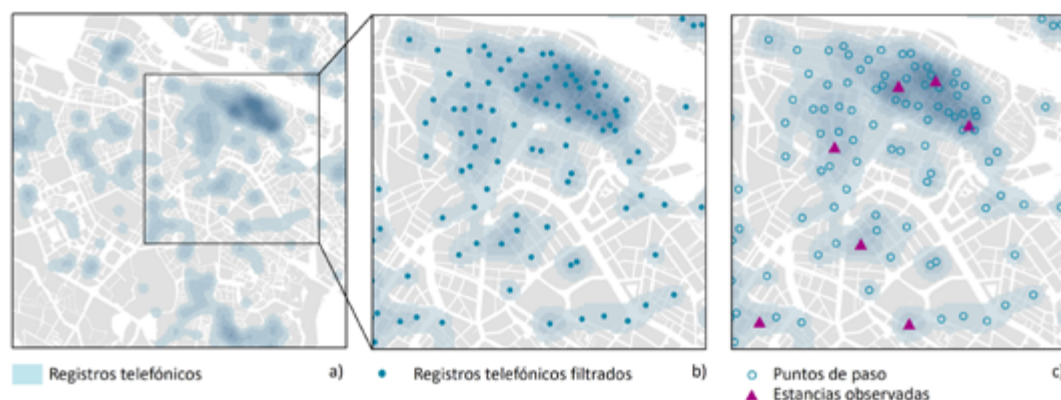 Registros telefónicos
a)
Registros telefónicos filtrados
b)
Puntos de paso
c)
Estancias observadas